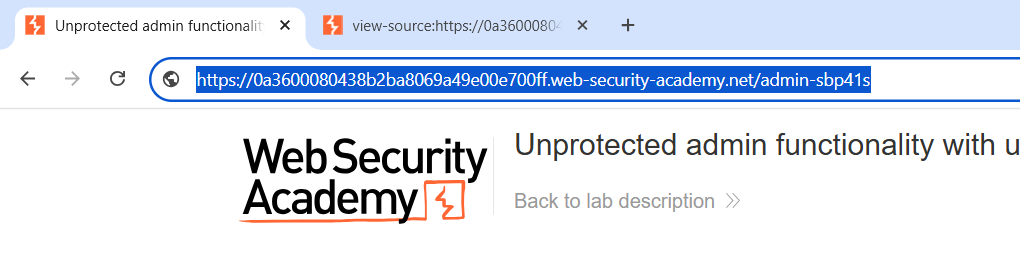 Unprotected admin functionalit
view-source:https://0a3600080
https://0a3600080438b2ba8069a49e00e700ff.web-security-academy.net/admin-sbp41s
Web Security
Academy
Unprotected admin functionality with u
Back to lab description